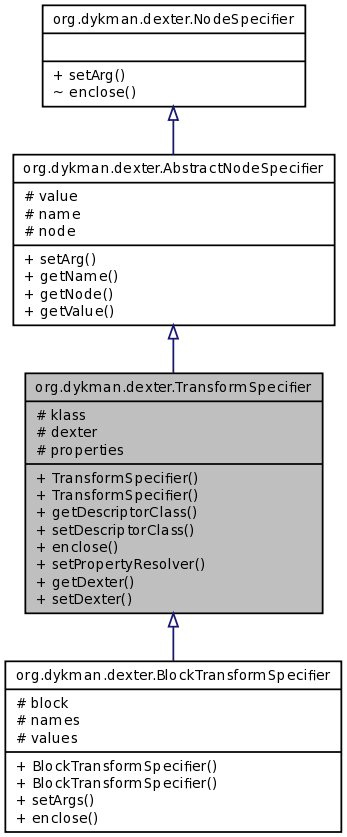 org.dykman.dexter.NodeSpecifier
+ setArg()
~ enclose()
org.dykman.dexter.AbstractNodeSpecifier
# value
# name
# node
+ setArg()
+ getName()
+ getNode()
+ getValue()
org.dykman.dexter.TransformSpecifier
# klass
# dexter
# properties
+ TransformSpecifier()
+ TransformSpecifier()
+ getDescriptorClass()
+ setDescriptorClass()
+ enclose()
+ setPropertyResolver()
+ getDexter()
+ setDexter()
org.dykman.dexter.BlockTransformSpecifier
# block
# names
# values
+ BlockTransformSpecifier()
+ BlockTransformSpecifier()
+ setArgs()
+ enclose()